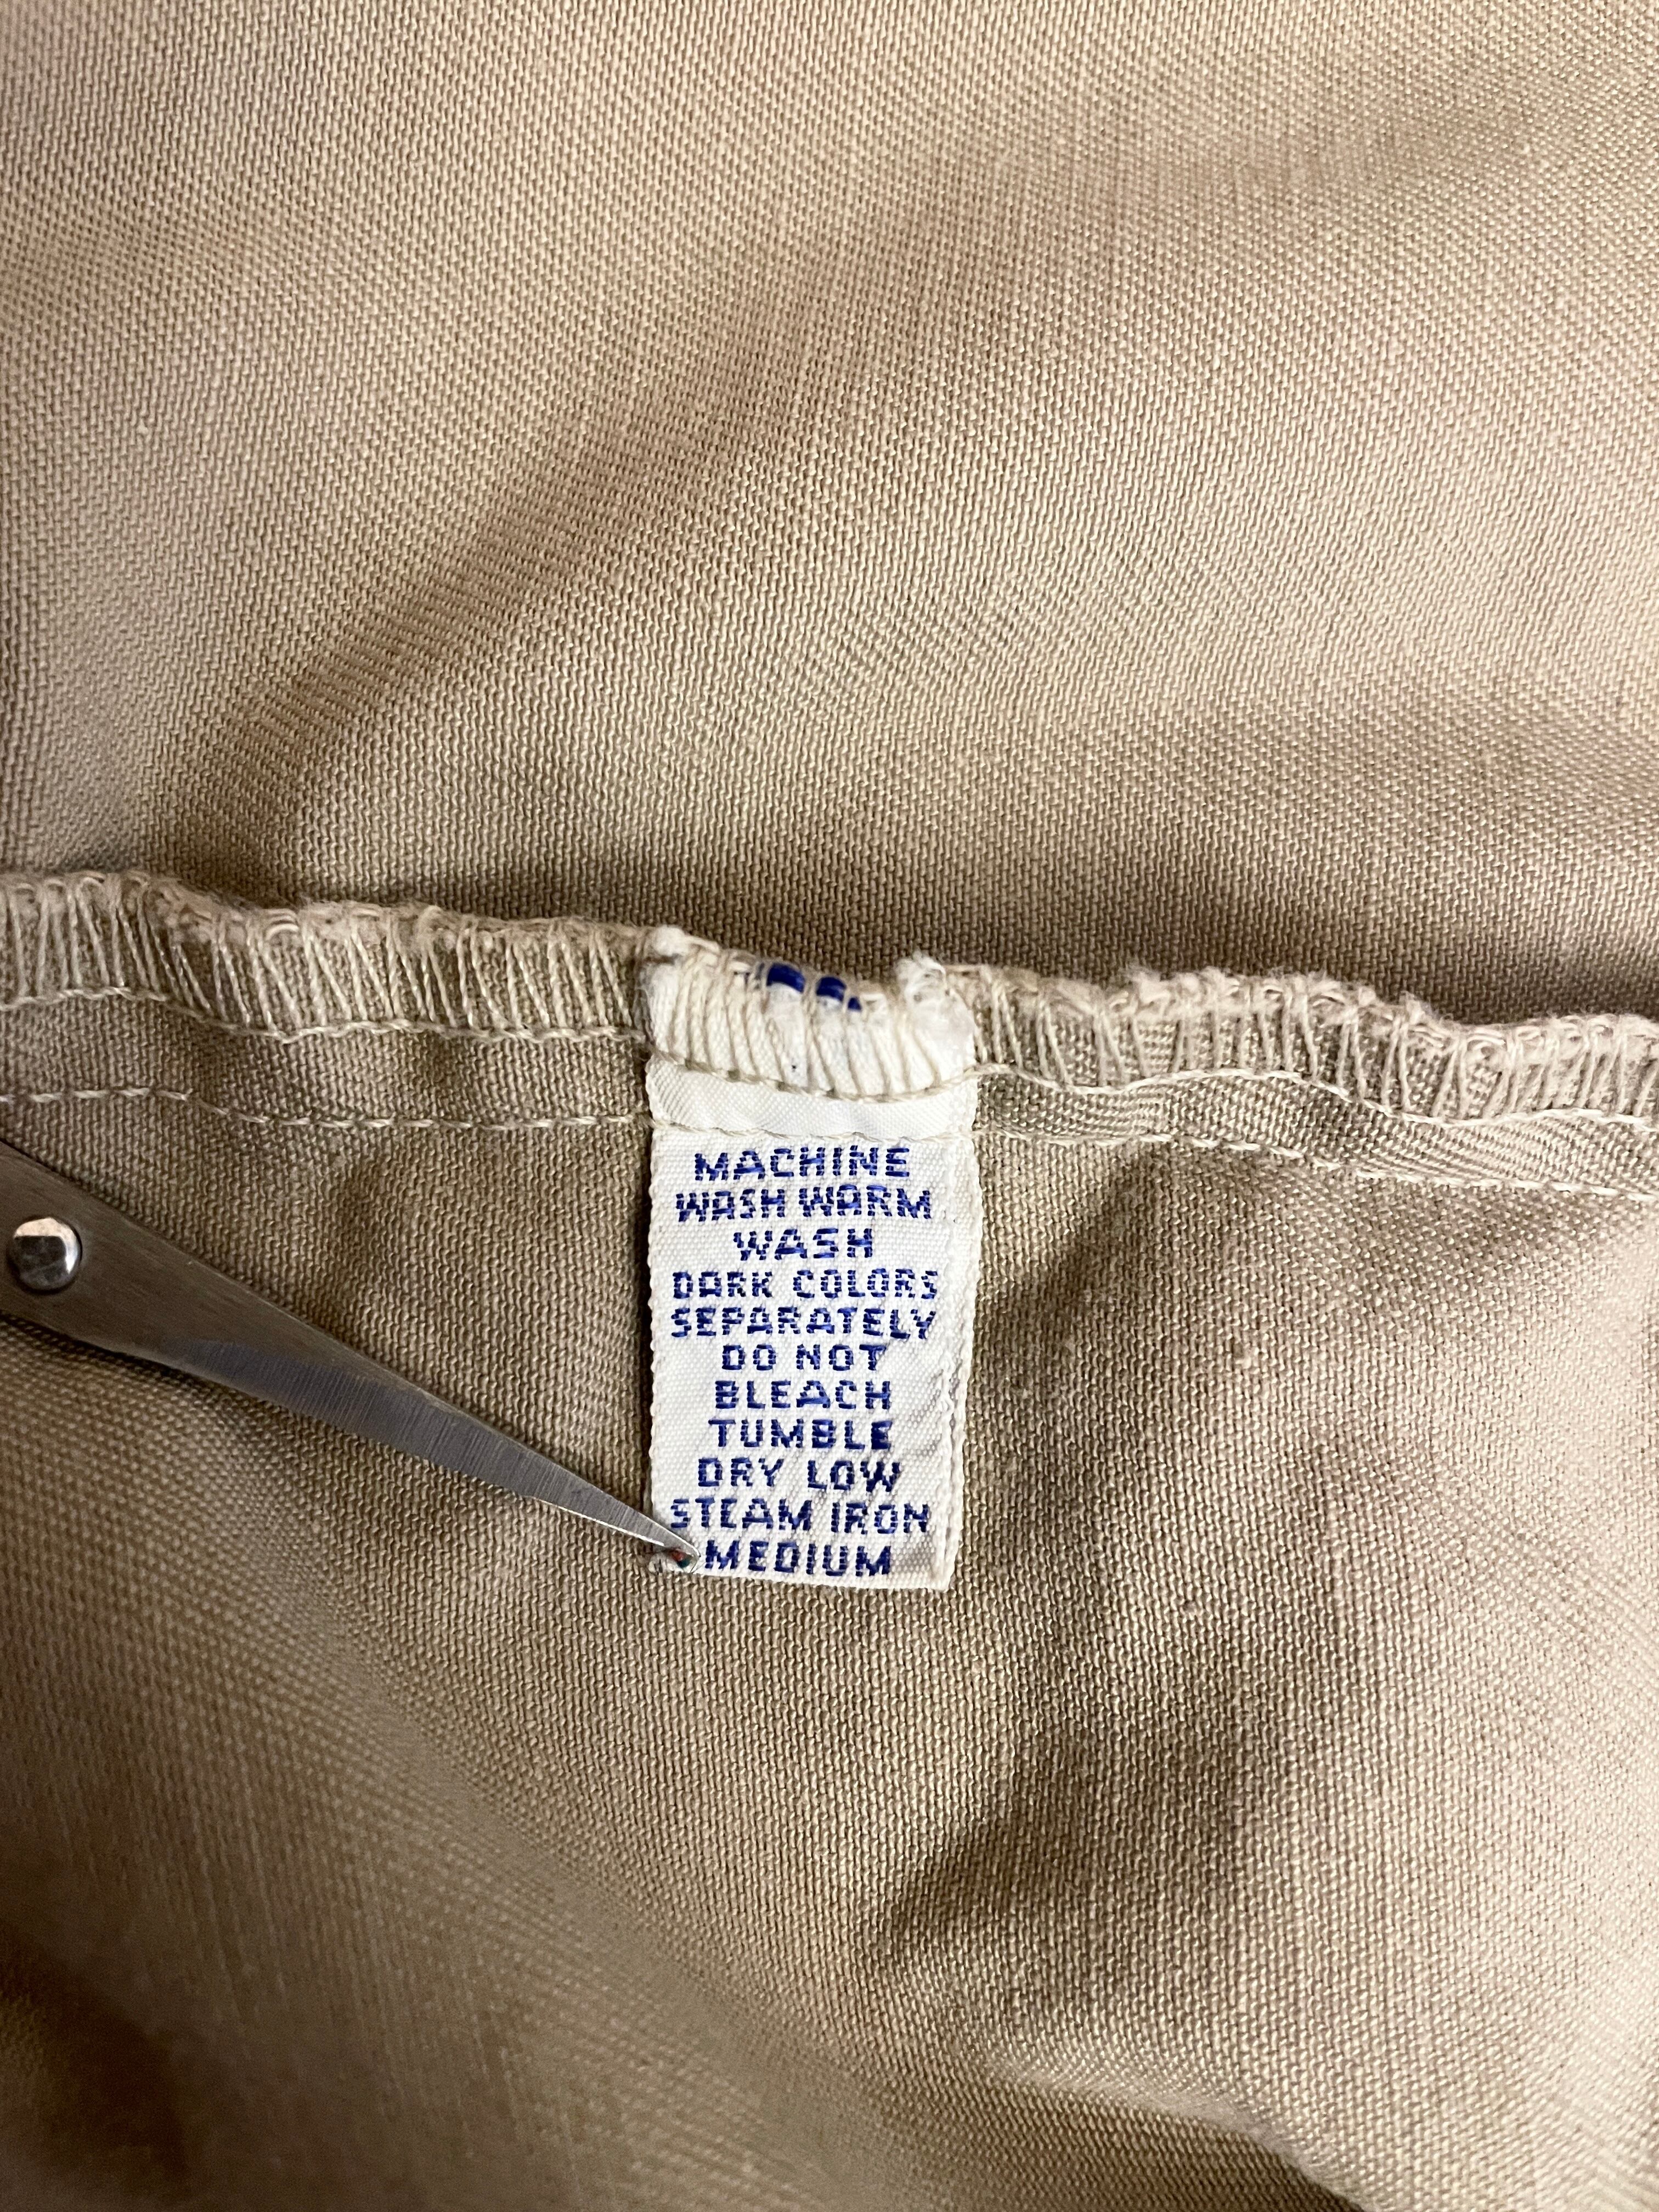 MACHINE
WASH WARM
WASH
DARK COLORS
SEPARATELY
DO NOT
BLEACH
TUMBLE
DRY LOW
STEAM IRON
MEDIUM